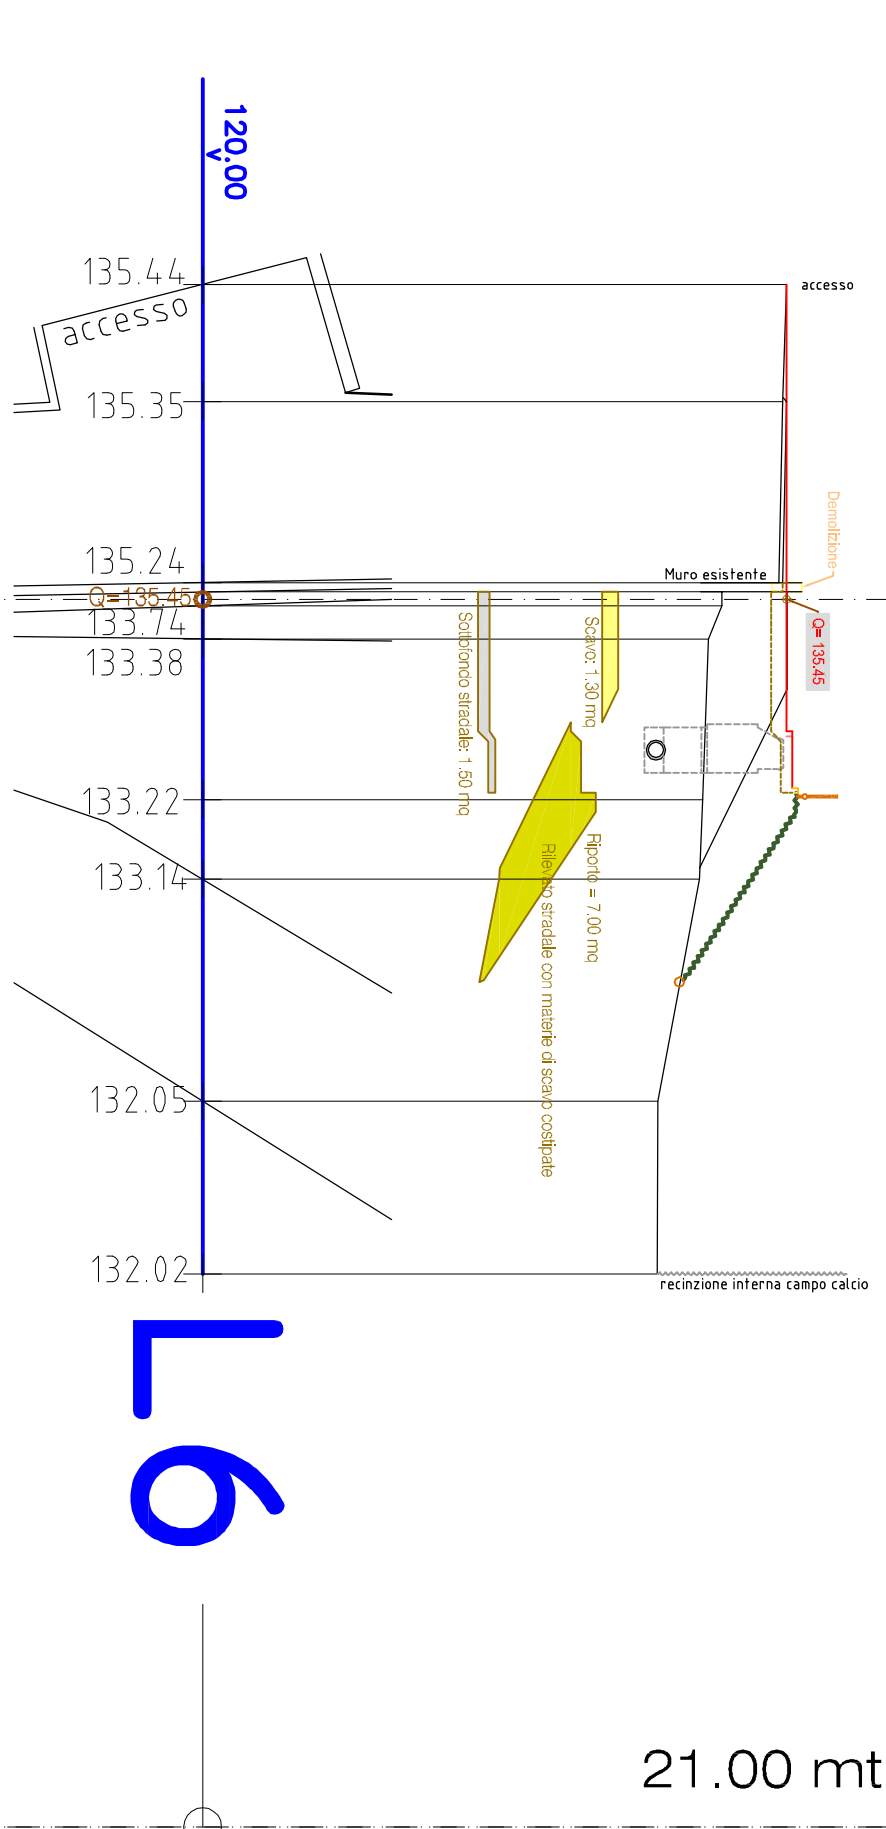 120.00
135.44
accesso
accesso
135.35
Demolizione
135.24
Muro esistente
Q=135.45
133.74
Q= 135.45
133.38
Scavo: 1.30 mq
Sottofondo stradale: 1.50 mq
133.22
Riporto = 7.00 mq
Rilevato stradale con materie di scavo costipate
133.14
132.05
132.02
recinzione interna campo calcio
L6
21.00 mt